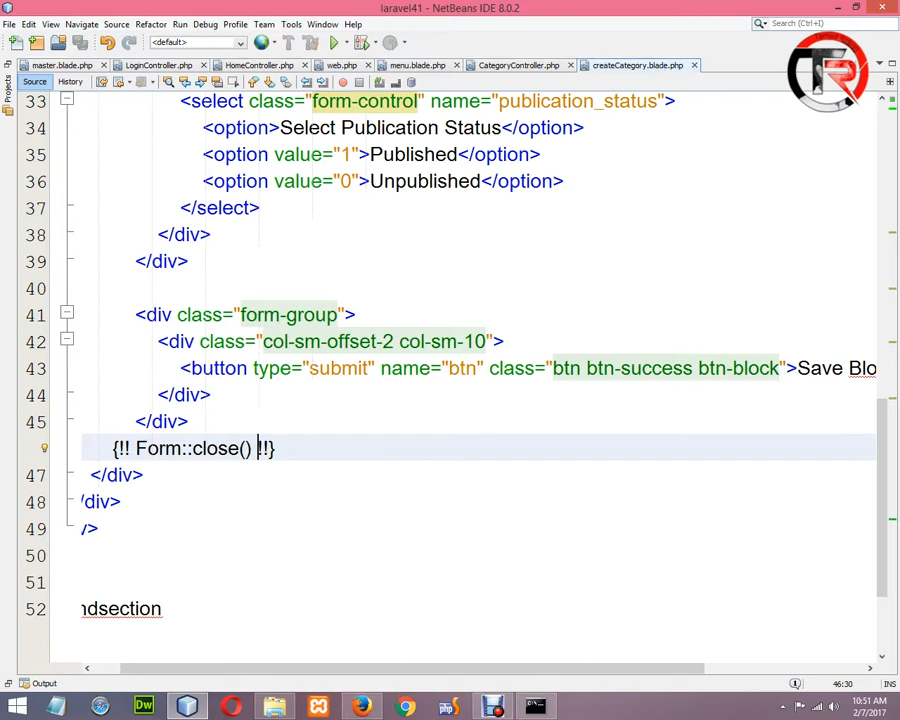 laravel41 - NetBeans IDE 8.0.2
File Edit View Navigate Source Refactor Run Debug Profile Team Tools Window Help
Search (Ctrl+I)
<default>
master.blade.php LoginController.php HomeController.php web.php menu.blade.php CategoryController.php createCategory.blade.php
Projects
Source History
33 <select class="form-control" name="publication_status">
34 <option>Select Publication Status</option>
35 <option value="1">Published</option>
36 <option value="0">Unpublished</option>
37 </select>
38 </div>
39 </div>
40
41 <div class="form-group">
42 <div class="col-sm-offset-2 col-sm-10">
43 <button type="submit" name="btn" class="btn btn-success btn-block">Save Blo
44 </div>
45 </div>
{!! Form::close() !!}
47 </div>
48 /div>
49 v>
50
51
52 ndsection
Output
46:30 INS
10:51 AM
2/7/2017